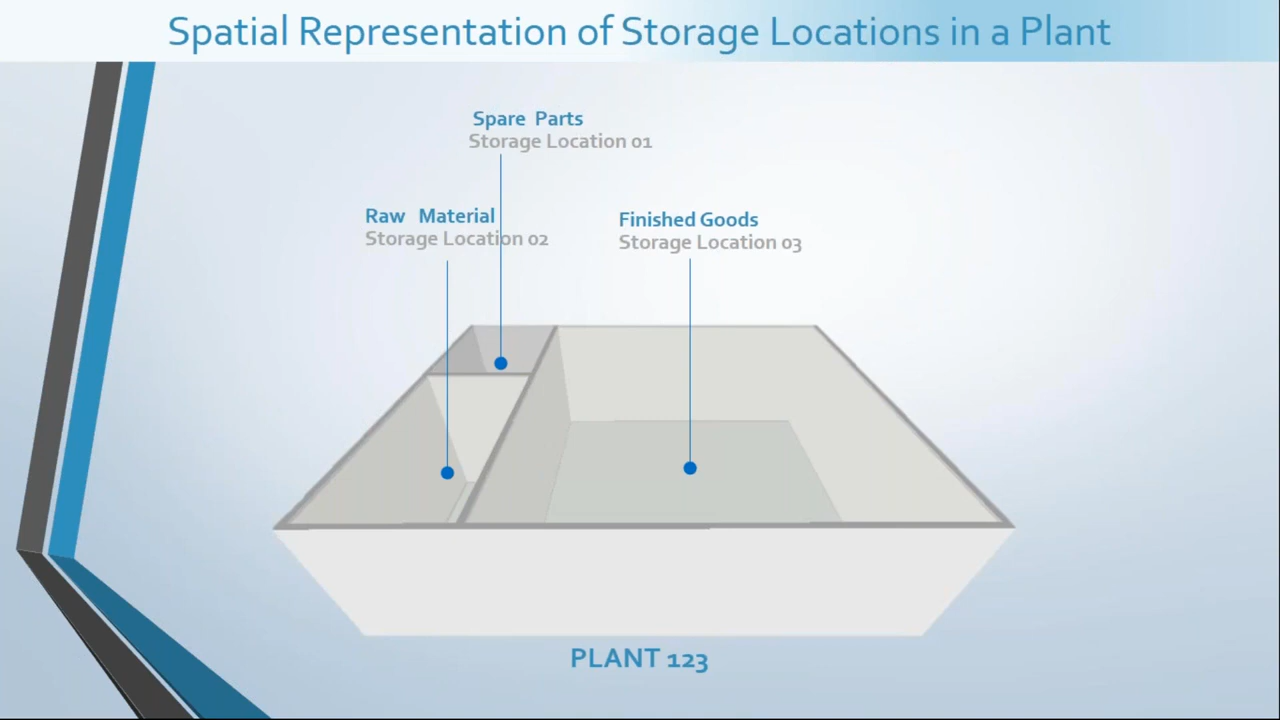 Spatial Representation of Storage Locations in a Plant
Spare Parts
Storage Location 01
Raw Material
Storage Location 02
Finished Goods
Storage Location 03
PLANT 123